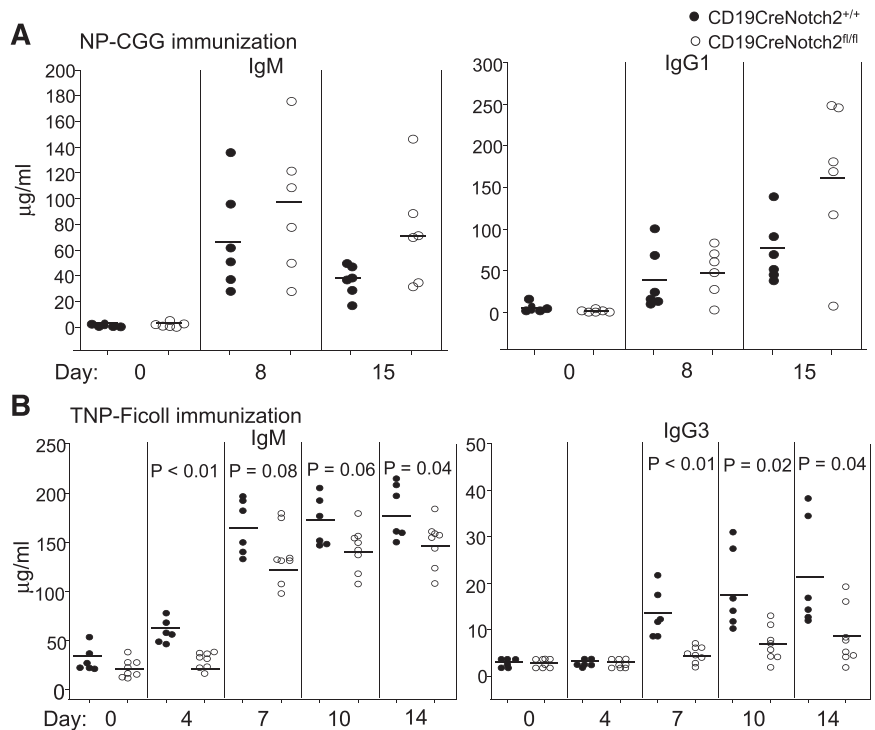 CD19CreNotch2+/+
CD19CreNotch2fl/fl
A
NP-CGG immunization
IgM
IgG1
200
180
160
140
120
100
80
60
40
20
0
µg/ml
300
250
200
150
100
50
0
Day: 0 8 15
0 8 15
B
TNP-Ficoll immunization
IgM
IgG3
250
200
150
100
50
0
µg/ml
P < 0.01 P = 0.08 P = 0.06 P = 0.04
50
40
30
20
10
0
P < 0.01 P = 0.02 P = 0.04
Day: 0 4 7 10 14
0 4 7 10 14